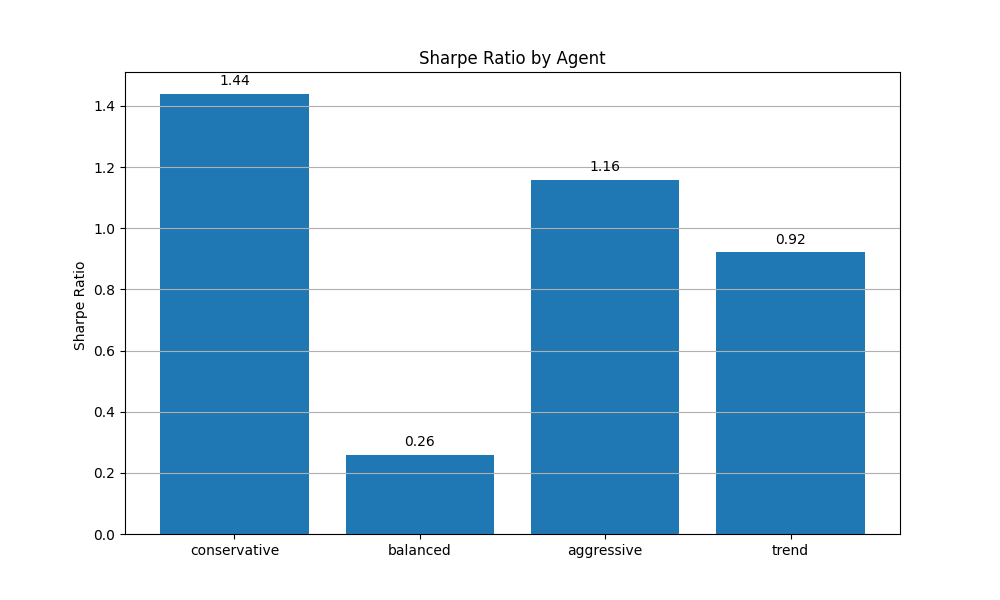 Sharpe Ratio by Agent
1.44
0.26
1.16
0.92
Sharpe Ratio
1.4
1.2
1.0
0.8
0.6
0.4
0.2
0.0
conservative
balanced
aggressive
trend